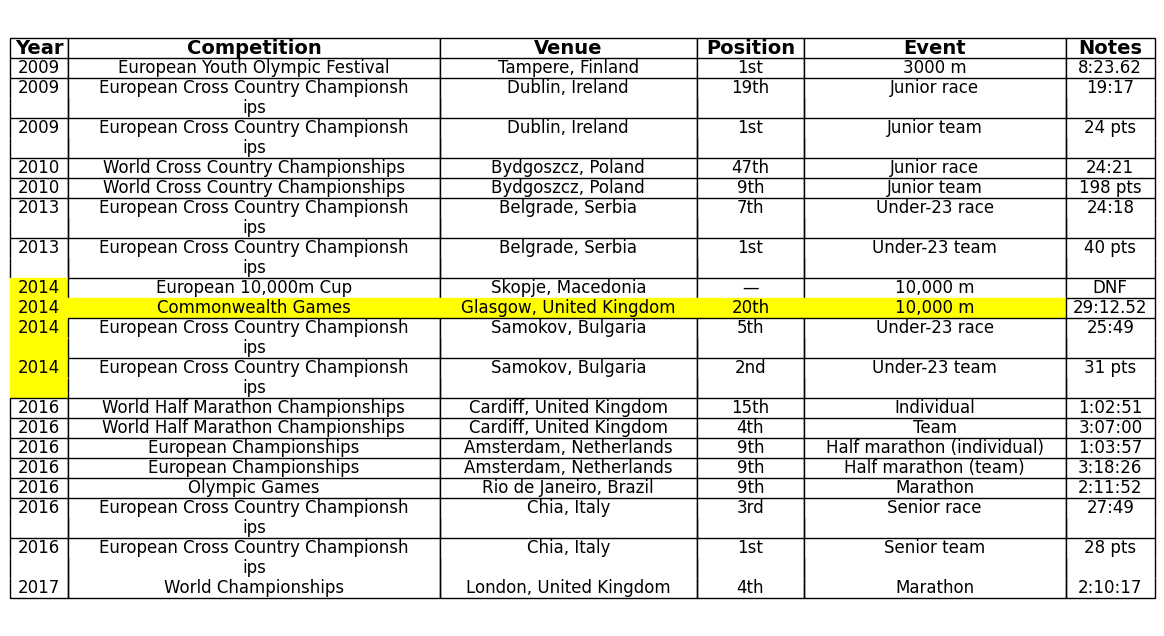 Year Competition Venue Position Event Notes
2009 European Youth Olympic Festival Tampere, Finland 1st 3000 m 8:23.62
2009 European Cross Country Championsh Dublin, Ireland 19th Junior race 19:17
ips
2009 European Cross Country Championsh Dublin, Ireland 1st Junior team 24 pts
ips
2010 World Cross Country Championships Bydgoszcz, Poland 47th Junior race 24:21
2010 World Cross Country Championships Bydgoszcz, Poland 9th Junior team 198 pts
2013 European Cross Country Championsh Belgrade, Serbia 7th Under-23 race 24:18
ips
2013 European Cross Country Championsh Belgrade, Serbia 1st Under-23 team 40 pts
ips
2014 European 10,000m Cup Skopje, Macedonia — 10,000 m DNF
2014 Commonwealth Games Glasgow, United Kingdom 20th 10,000 m 29:12.52
2014 European Cross Country Championsh Samokov, Bulgaria 5th Under-23 race 25:49
ips
2014 European Cross Country Championsh Samokov, Bulgaria 2nd Under-23 team 31 pts
ips
2016 World Half Marathon Championships Cardiff, United Kingdom 15th Individual 1:02:51
2016 World Half Marathon Championships Cardiff, United Kingdom 4th Team 3:07:00
2016 European Championships Amsterdam, Netherlands 9th Half marathon (individual) 1:03:57
2016 European Championships Amsterdam, Netherlands 9th Half marathon (team) 3:18:26
2016 Olympic Games Rio de Janeiro, Brazil 9th Marathon 2:11:52
2016 European Cross Country Championsh Chia, Italy 3rd Senior race 27:49
ips
2016 European Cross Country Championsh Chia, Italy 1st Senior team 28 pts
ips
2017 World Championships London, United Kingdom 4th Marathon 2:10:17